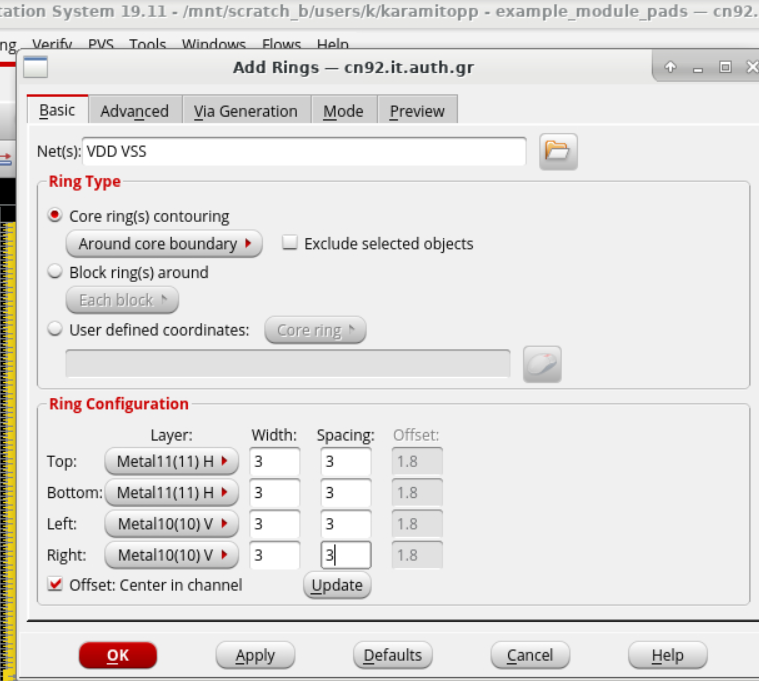 tation System 19.11 - /mnt/scratch_b/users/k/karamitopp - example_module_pads — cn92.
ng Verify PVS Tools Windows Flows Help
Add Rings — cn92.it.auth.gr
Basic Advanced Via Generation Mode Preview
Net(s): VDD VSS
Ring Type
Core ring(s) contouring
Around core boundary Exclude selected objects
Block ring(s) around
Each block
User defined coordinates: Core ring
Ring Configuration
Layer: Width: Spacing: Offset:
Top: Metal11(11) H 3 3 1.8
Bottom: Metal11(11) H 3 3 1.8
Left: Metal10(10) V 3 3 1.8
Right: Metal10(10) V 3 3 1.8
Offset: Center in channel Update
OK Apply Defaults Cancel Help